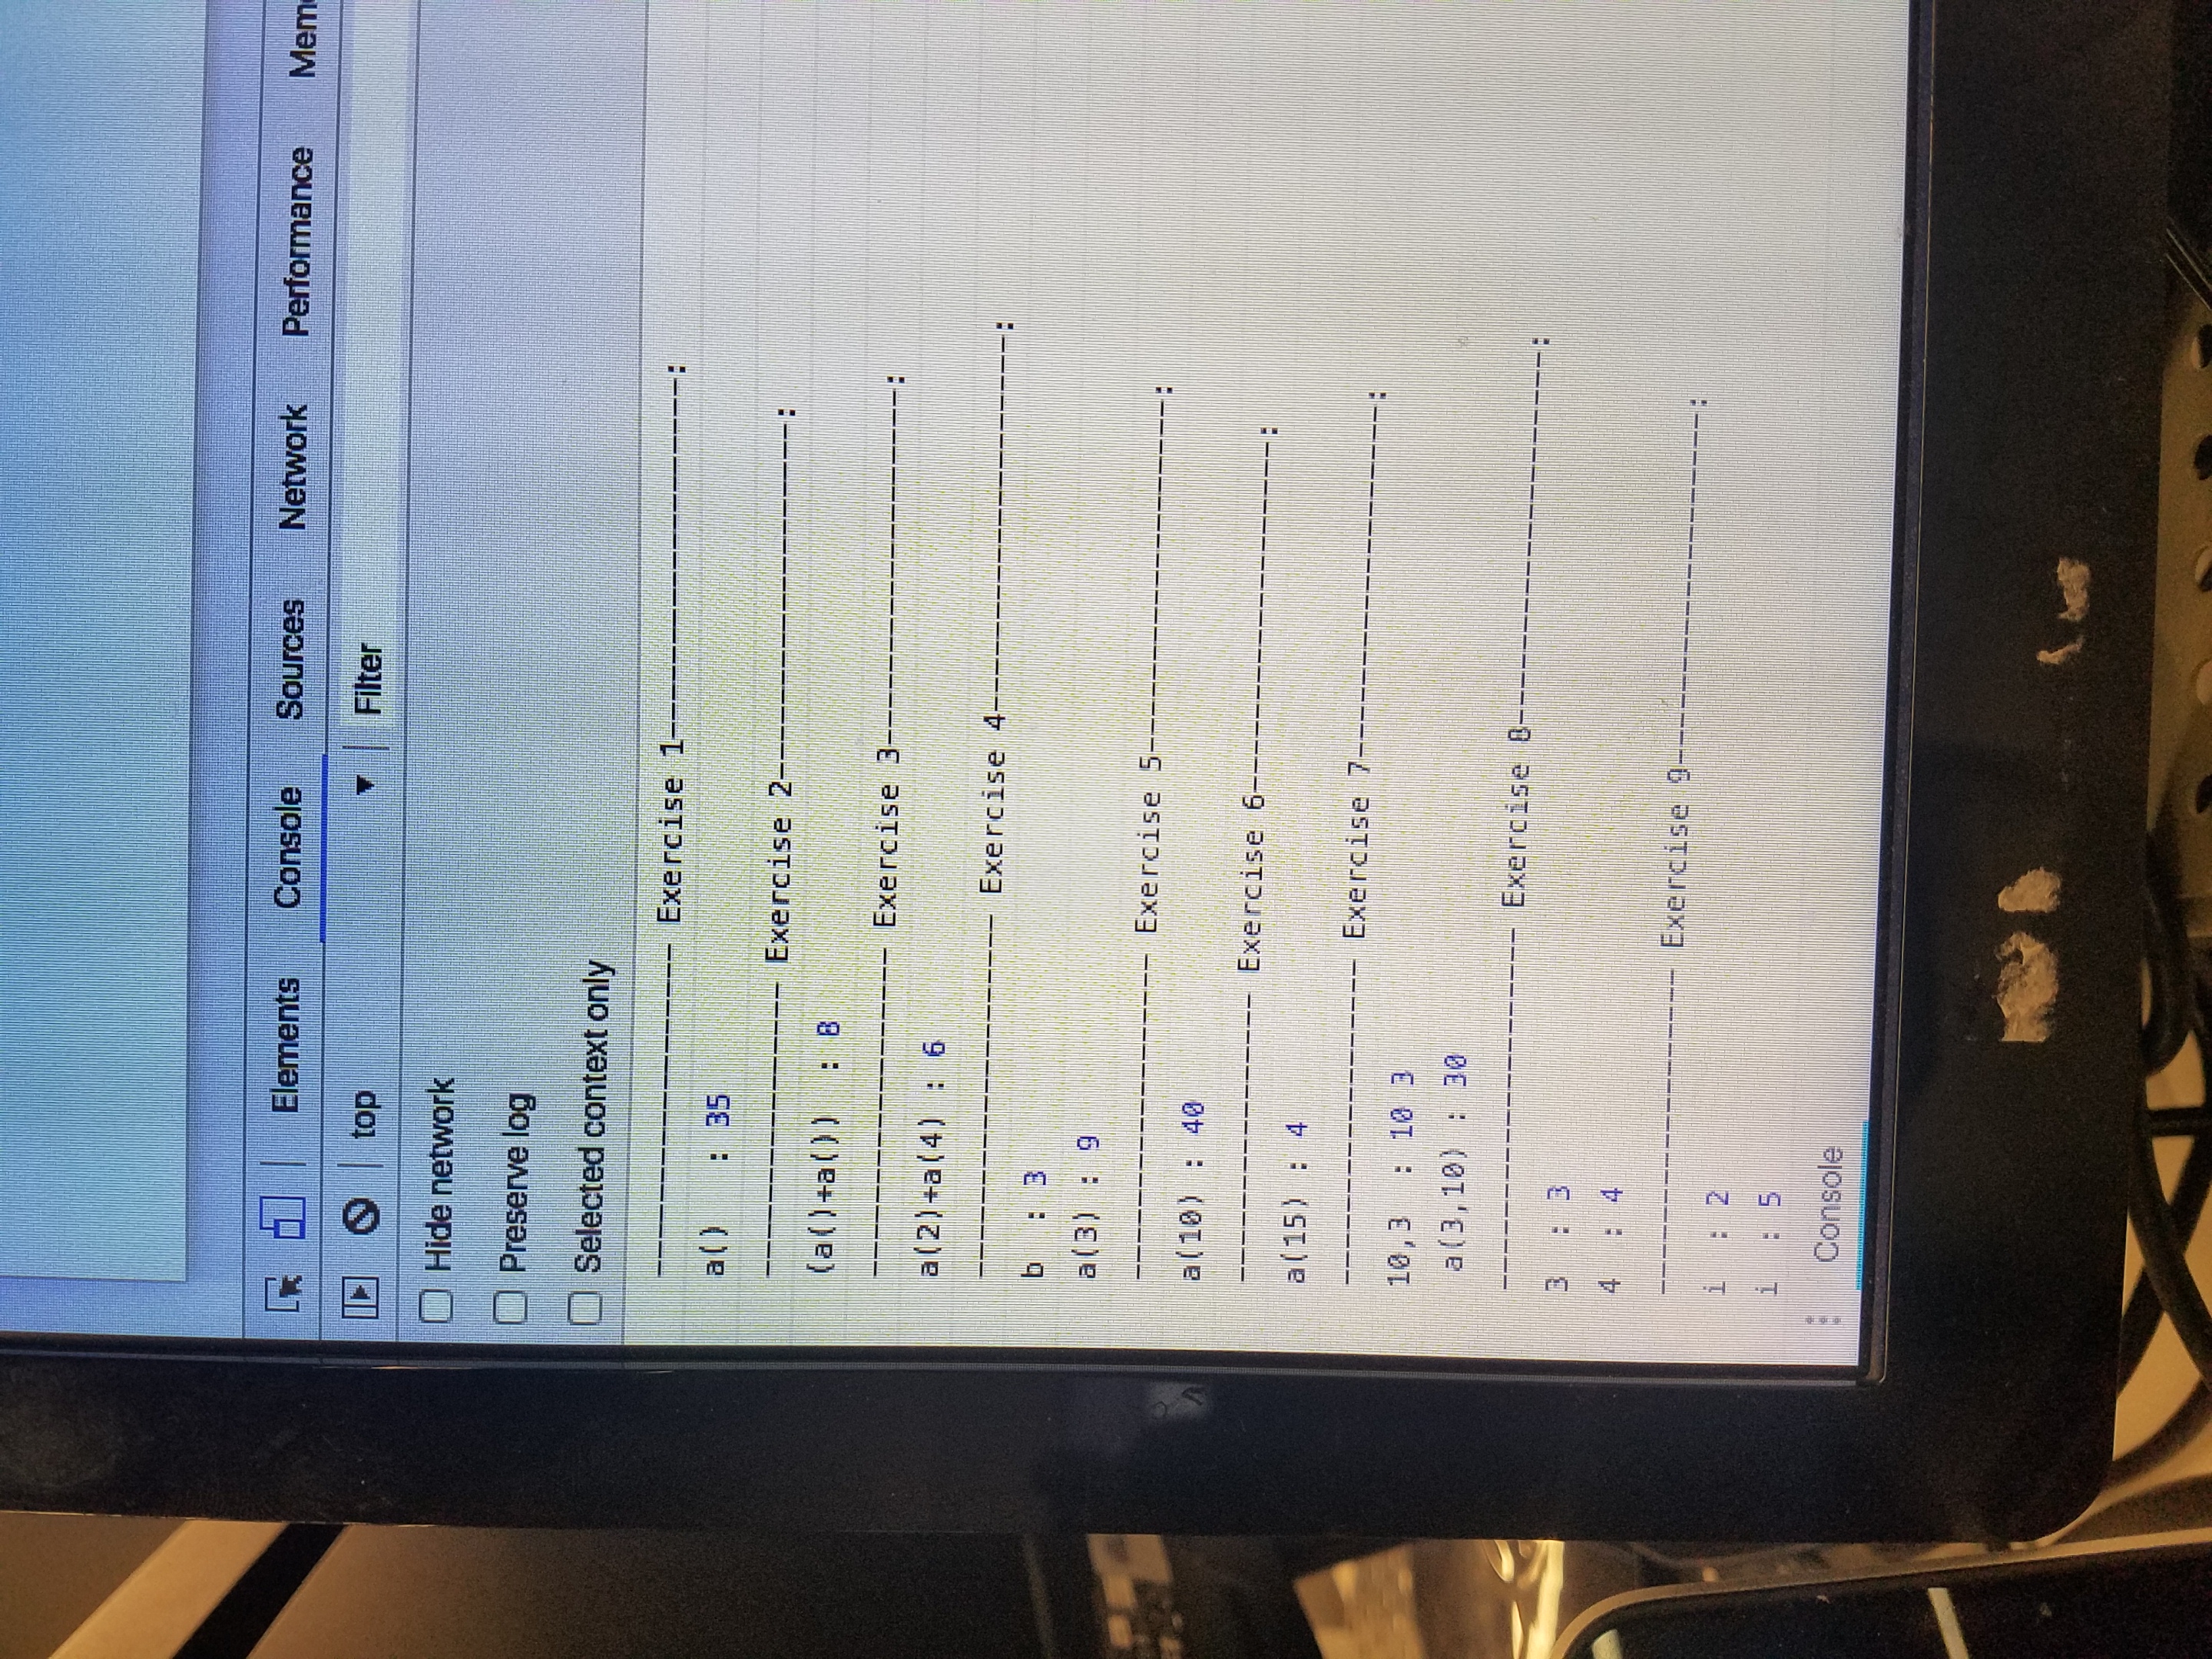 Elements Console Sources Network Performance
top ▼ Filter
Hide network
Preserve log
Selected context only
------------------ Exercise 1-------------------:
a()   : 35
---------------- Exercise 2-------------------:
(a()+a())  : 8
------------------ Exercise 3-------------------:
a(2)+a(4) : 6
-------------------- Exercise 4--------------------:
b  : 3
a(3) : 9
------------------ Exercise 5-------------------:
a(10) : 40
---------------- Exercise 6-------------------:
a(15) : 4
------------------ Exercise 7-------------------:
10,3  : 10 3
a(3,10) : 30
-------------------- Exercise 8--------------------:
3  : 3
4  : 4
------------------ Exercise 9-------------------:
i  : 2
i  : 5
Console